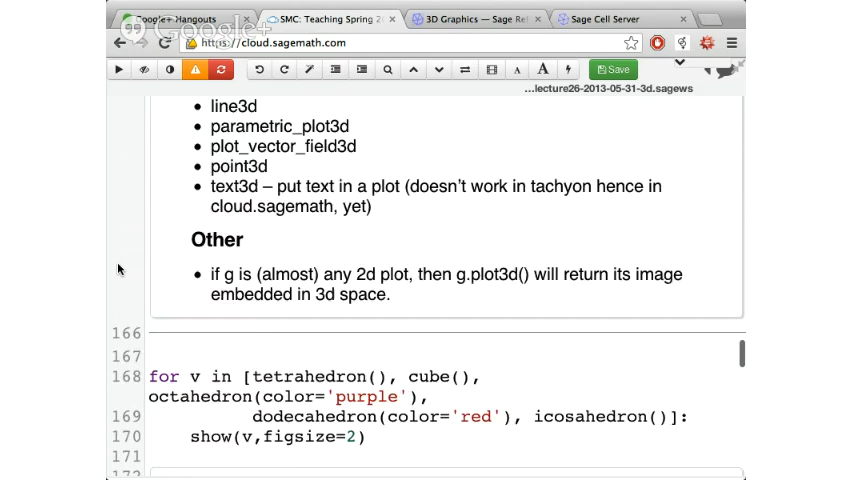 Google+ Hangouts
SMC: Teaching Spring 2
3D Graphics — Sage Re
Sage Cell Server
Google+
https://cloud.sagemath.com
A
A
Save
...lecture26-2013-05-31-3d.sagews
• line3d
• parametric_plot3d
• plot_vector_field3d
• point3d
• text3d – put text in a plot (doesn't work in tachyon hence in
cloud.sagemath, yet)
Other
• if g is (almost) any 2d plot, then g.plot3d() will return its image
embedded in 3d space.
166
167
168 for v in [tetrahedron(), cube(),
octahedron(color='purple'),
169 dodecahedron(color='red'), icosahedron()]:
170 show(v,figsize=2)
171